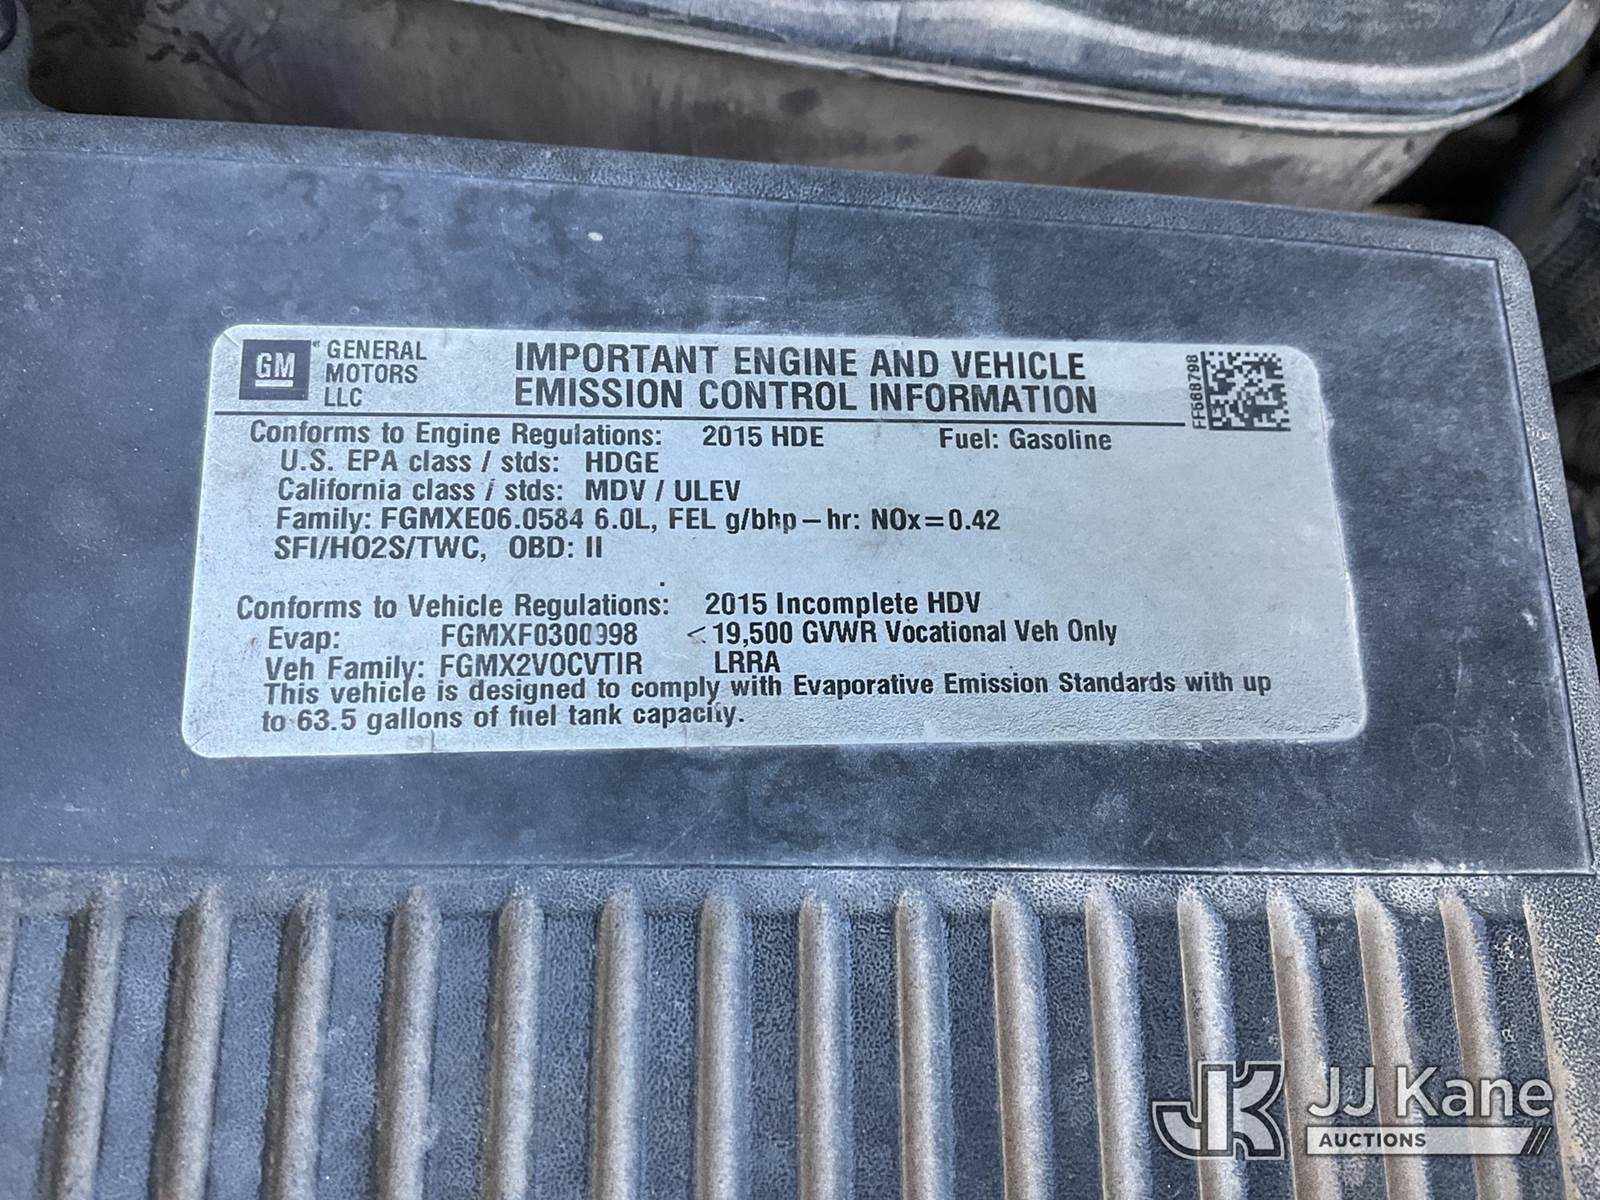 GM GENERAL MOTORS LLC
IMPORTANT ENGINE AND VEHICLE
EMISSION CONTROL INFORMATION
FF568798
Conforms to Engine Regulations: 2015 HDE Fuel: Gasoline
U.S. EPA class / stds: HDGE
California class / stds: MDV / ULEV
Family: FGMXE06.0584 6.0L, FEL g/bhp-hr: NOx=0.42
SFI/HO2S/TWC, OBD: II
Conforms to Vehicle Regulations: 2015 Incomplete HDV
Evap: FGMXF0300998 <19,500 GVWR Vocational Veh Only
Veh Family: FGMX2VOCVTIR LRRA
This vehicle is designed to comply with Evaporative Emission Standards with up
to 63.5 gallons of fuel tank capacity.
JK JJ Kane
AUCTIONS